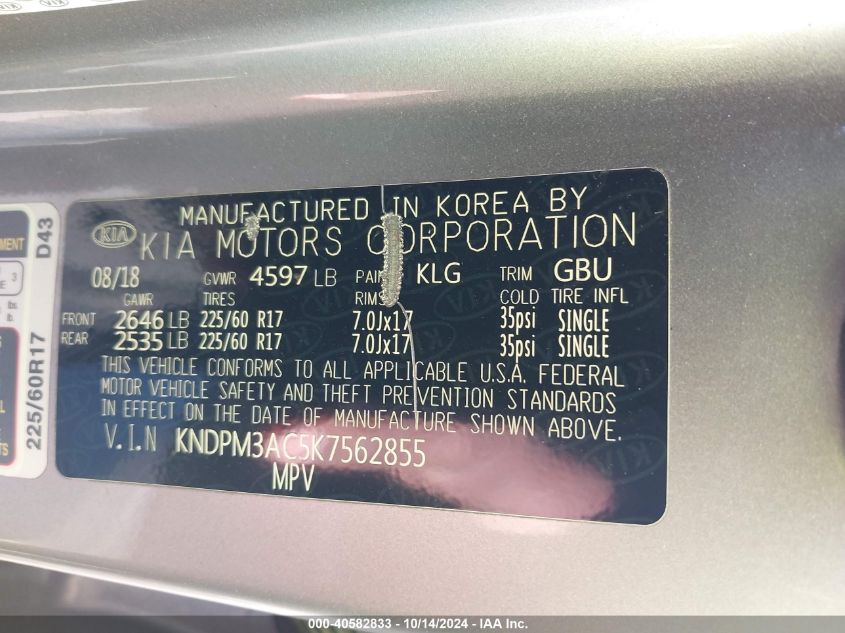 MANUFACTURED IN KOREA BY
KIA KIA MOTORS CORPORATION
08/18 GVWR 4597 LB KLG TRIM GBU
GAWR TIRES RIMS COLD TIRE INFL
FRONT 2646 LB 225/60 R17 7.0Jx17 35psi SINGLE
REAR 2535 LB 225/60 R17 7.0Jx17 35psi SINGLE
THIS VEHICLE CONFORMS TO ALL APPLICABLE U.S.A. FEDERAL
MOTOR VEHICLE SAFETY AND THEFT PREVENTION STANDARDS
IN EFFECT ON THE DATE OF MANUFACTURE SHOWN ABOVE.
V.I.N KNDPM3AC5K7562855
MPV
225/60R17 D43
000-40582833 - 10/14/2024 - IAA Inc.